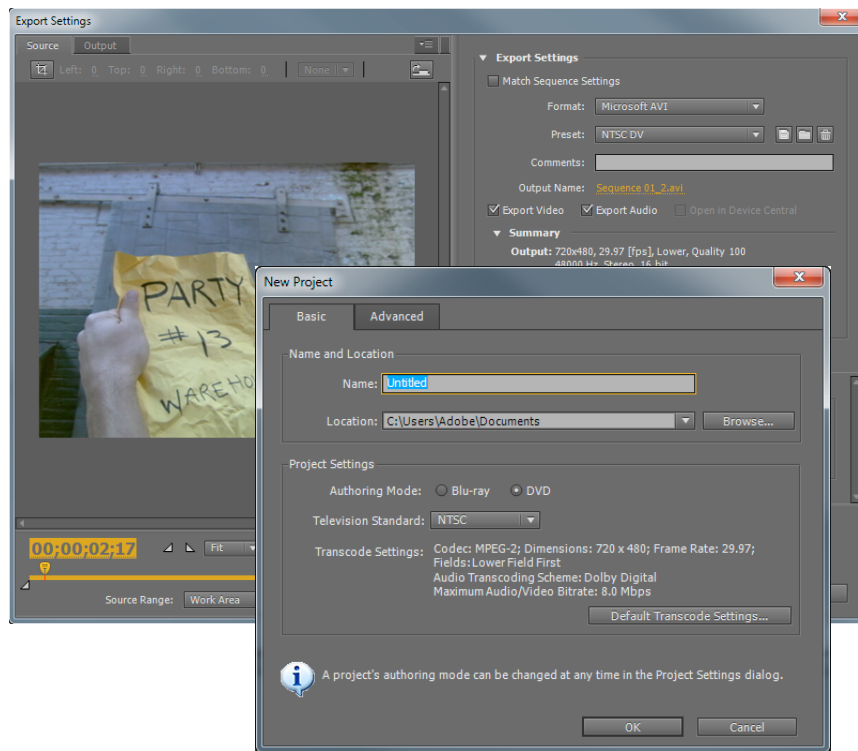 Export Settings
Source Output
Left: 0 Top: 0 Right: 0 Bottom: 0 None
PARTY
#13
WAREHO
00;00;02;17 Fit
Source Range: Work Area
Export Settings
Match Sequence Settings
Format: Microsoft AVI
Preset: NTSC DV
Comments:
Output Name: Sequence 01_2.avi
Export Video Export Audio Open in Device Central
Summary
Output: 720x480, 29.97 [fps], Lower, Quality 100
48000 Hz, Stereo, 16 bit
New Project
Basic Advanced
Name and Location
Name: Untitled
Location: C:\Users\Adobe\Documents Browse...
Project Settings
Authoring Mode: Blu-ray DVD
Television Standard: NTSC
Transcode Settings: Codec: MPEG-2; Dimensions: 720 x 480; Frame Rate: 29.97;
Fields: Lower Field First
Audio Transcoding Scheme: Dolby Digital
Maximum Audio/Video Bitrate: 8.0 Mbps
Default Transcode Settings...
A project's authoring mode can be changed at any time in the Project Settings dialog.
OK Cancel